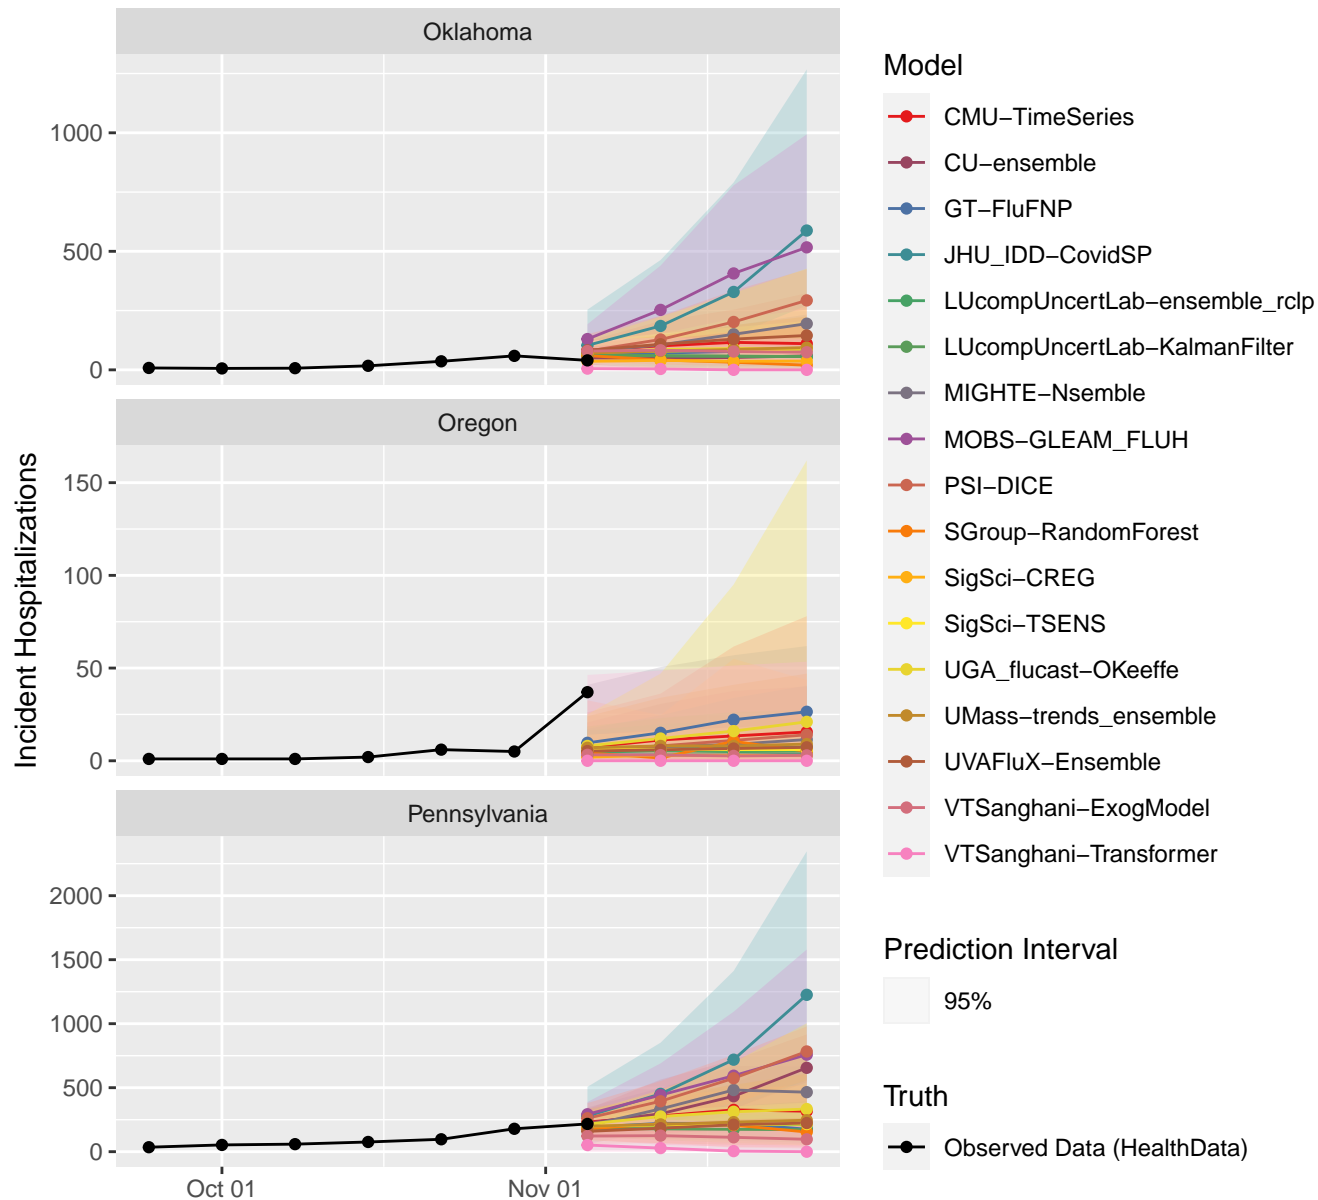 Oklahoma
1000
500
0
Oregon
150
100
50
0
Pennsylvania
2000
1500
1000
500
0
Oct 01
Nov 01
Incident Hospitalizations
Model
CMU−TimeSeries
CU−ensemble
GT−FluFNP
JHU_IDD−CovidSP
LUcompUncertLab−ensemble_rclp
LUcompUncertLab−KalmanFilter
MIGHTE−Nsemble
MOBS−GLEAM_FLUH
PSI−DICE
SGroup−RandomForest
SigSci−CREG
SigSci−TSENS
UGA_flucast−OKeeffe
UMass−trends_ensemble
UVAFluX−Ensemble
VTSanghani−ExogModel
VTSanghani−Transformer
Prediction Interval
95%
Truth
Observed Data (HealthData)